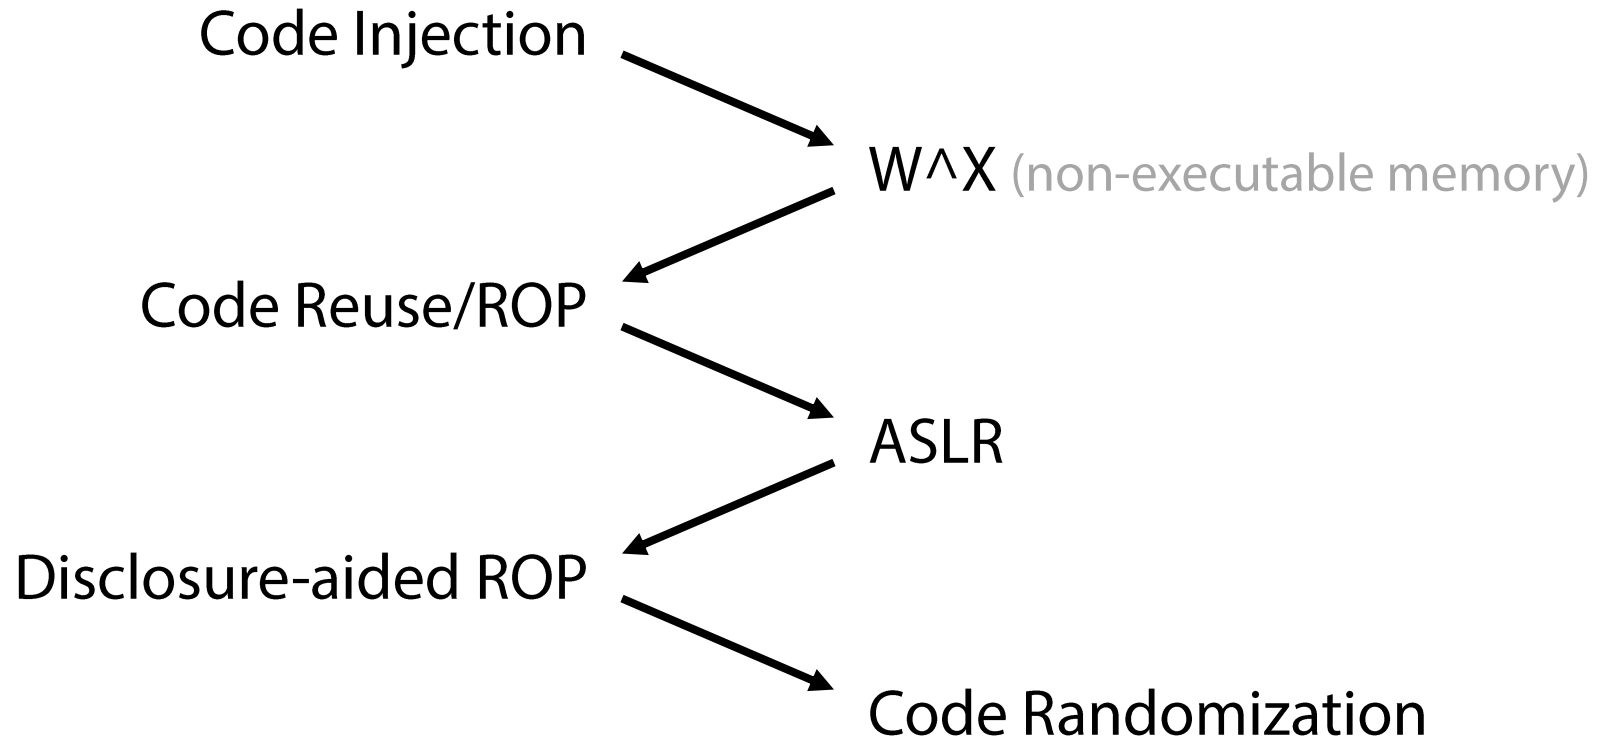 Code Injection
W^X (non-executable memory)
Code Reuse/ROP
ASLR
Disclosure-aided ROP
Code Randomization